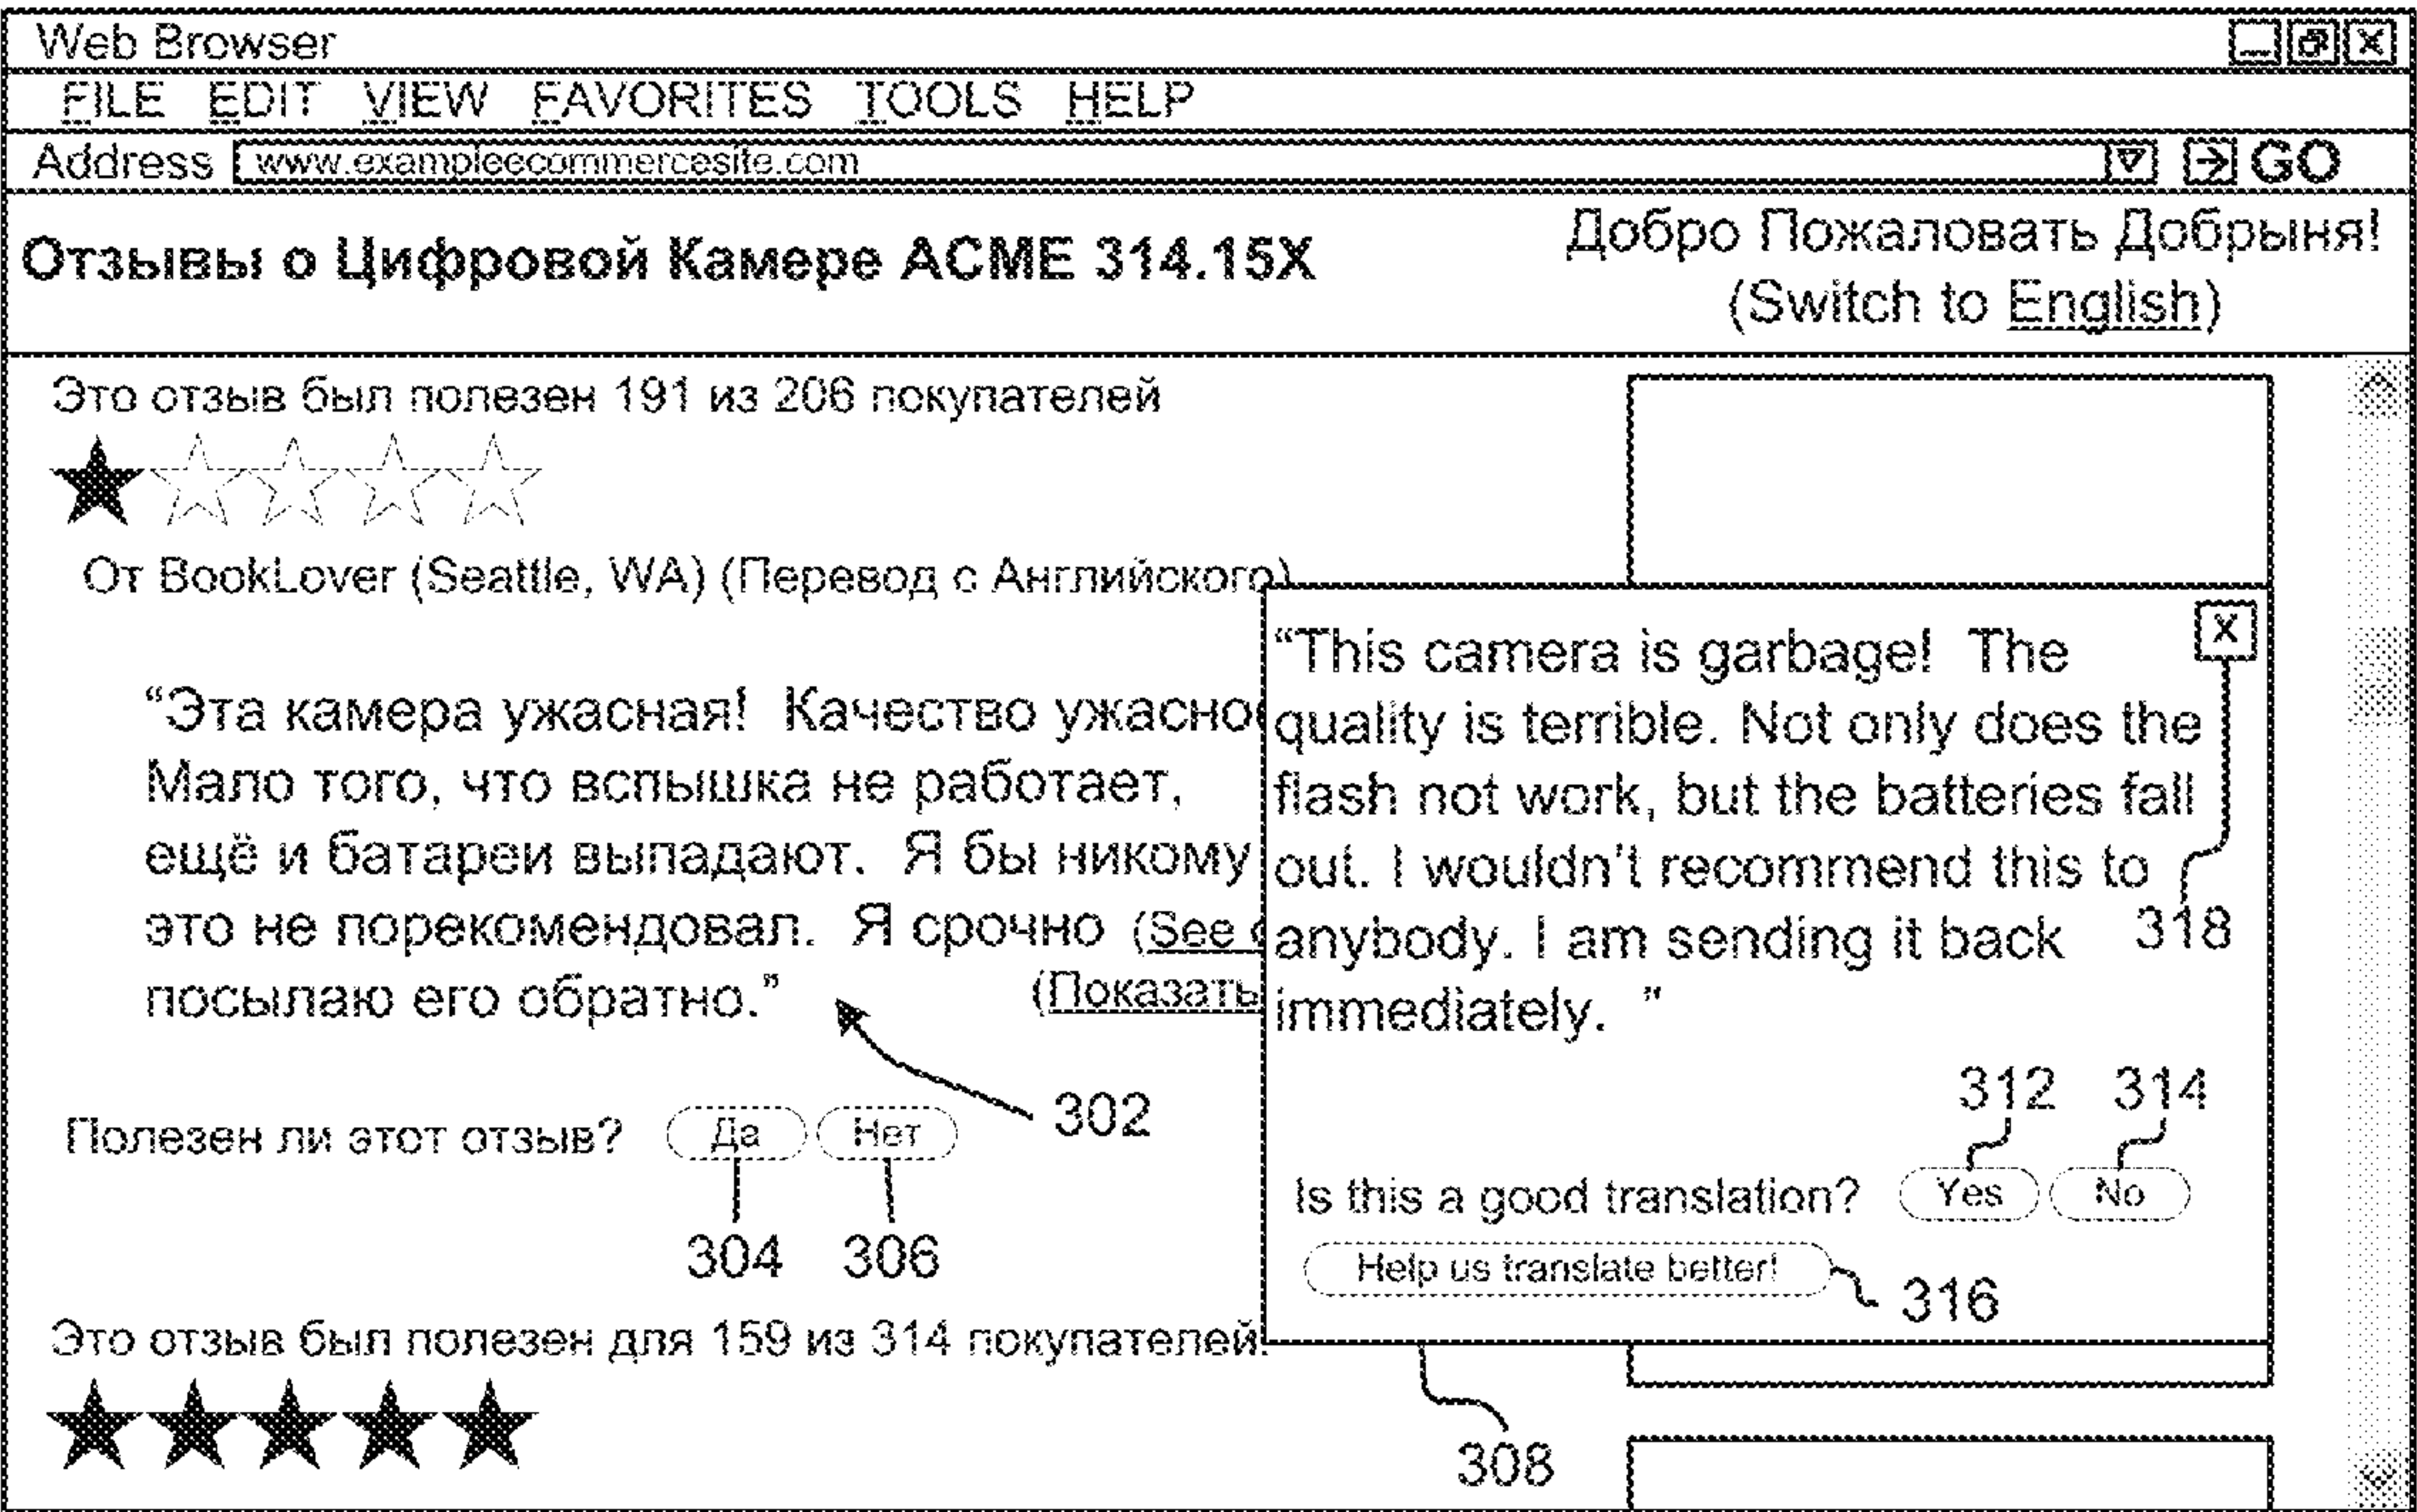 Web Browser
FILE EDIT VIEW FAVORITES TOOLS HELP
Address www.exampleecommercesite.com GO
Отзывы о Цифровой Камере ACME 314.15X
Добро Пожаловать Добрыня!
(Switch to English)
Это отзыв был полезен 191 из 206 покупателей
От BookLover (Seattle, WA) (Перевод с Английского)
“Эта камера ужасная! Качество
Мало того, что вспышка не работает,
ещё и батареи выпадают. Я бы никому
это не порекомендовал. Я срочно (See
посылаю его обратно.” (Показать
302
Полезен ли этот отзыв? Да Нет
304 306
Это отзыв был полезен для 159 из 314 покупателей.
X
“This camera is garbage! The
quality is terrible. Not only does the
flash not work, but the batteries fall
out. I wouldn't recommend this to
anybody. I am sending it back
immediately. ”
318
312 314
Is this a good translation? Yes No
Help us translate better!
316
308